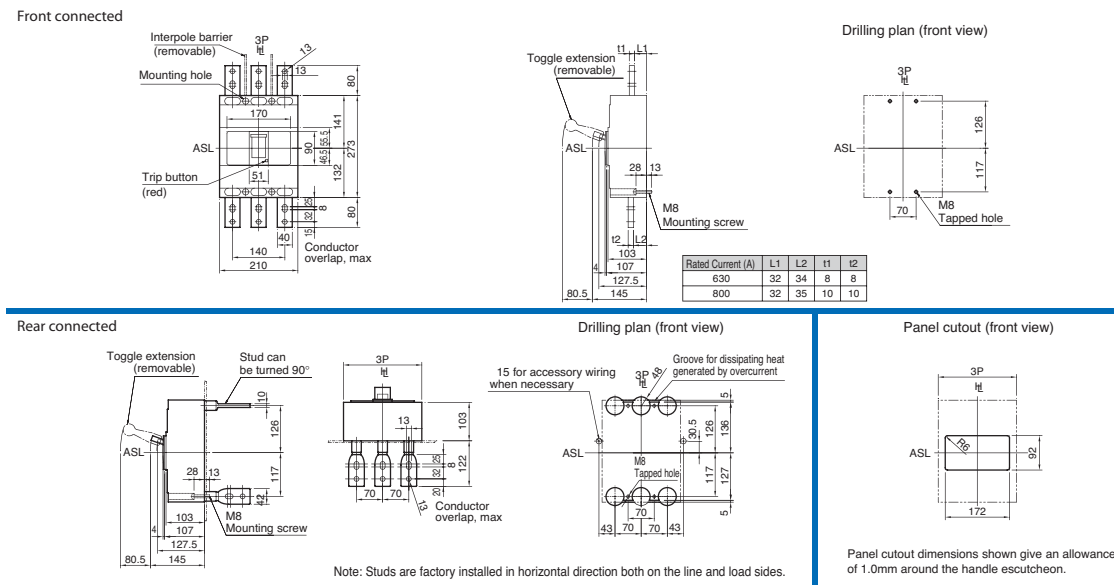 Front connected
Interpole barrier
(removable)
Mounting hole
3P
HL
13
13
80
170
141
55.5
90
46.5
273
132
ASL
51
Trip button
(red)
80
25
32
15
8
40
Conductor
overlap, max
140
210
Toggle extension
(removable)
t1
L1
ASL
28
13
M8
Mounting screw
t2
L2
103
4
107
127.5
80.5
145
Drilling plan (front view)
3P
HL
126
ASL
117
70
M8
Tapped hole
Rated Current (A) L1 L2 t1 t2
630 32 34 8 8
800 32 35 10 10
Rear connected
Toggle extension
(removable)
Stud can
be turned 90°
10
126
ASL
117
28
13
42
M8
Mounting screw
103
4
107
127.5
80.5
145
3P
HL
103
13
25
32
8
122
20
70 70
13
Conductor
overlap, max
Drilling plan (front view)
15 for accessory wiring
when necessary
3P
HL
48
Groove for dissipating heat
generated by overcurrent
5
30.5
126
136
ASL
M8
Tapped hole
117
127
70
5
43 70 70 43
Note: Studs are factory installed in horizontal direction both on the line and load sides.
Panel cutout (front view)
3P
HL
R6
ASL
92
172
Panel cutout dimensions shown give an allowance
of 1.0mm around the handle escutcheon.